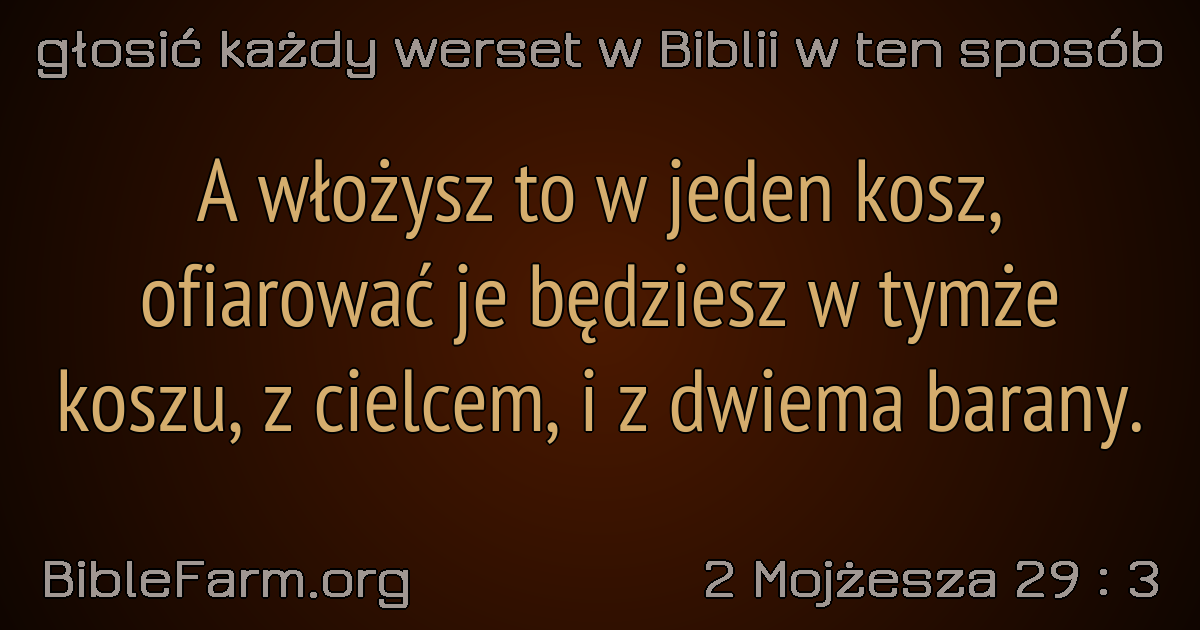 głosić każdy werset w Biblii w ten sposób
A włożysz to w jeden kosz,
ofiarować je będziesz w tymże
koszu, z cielcem, i z dwiema barany.
BibleFarm.org
2 Mojżesza 29 : 3